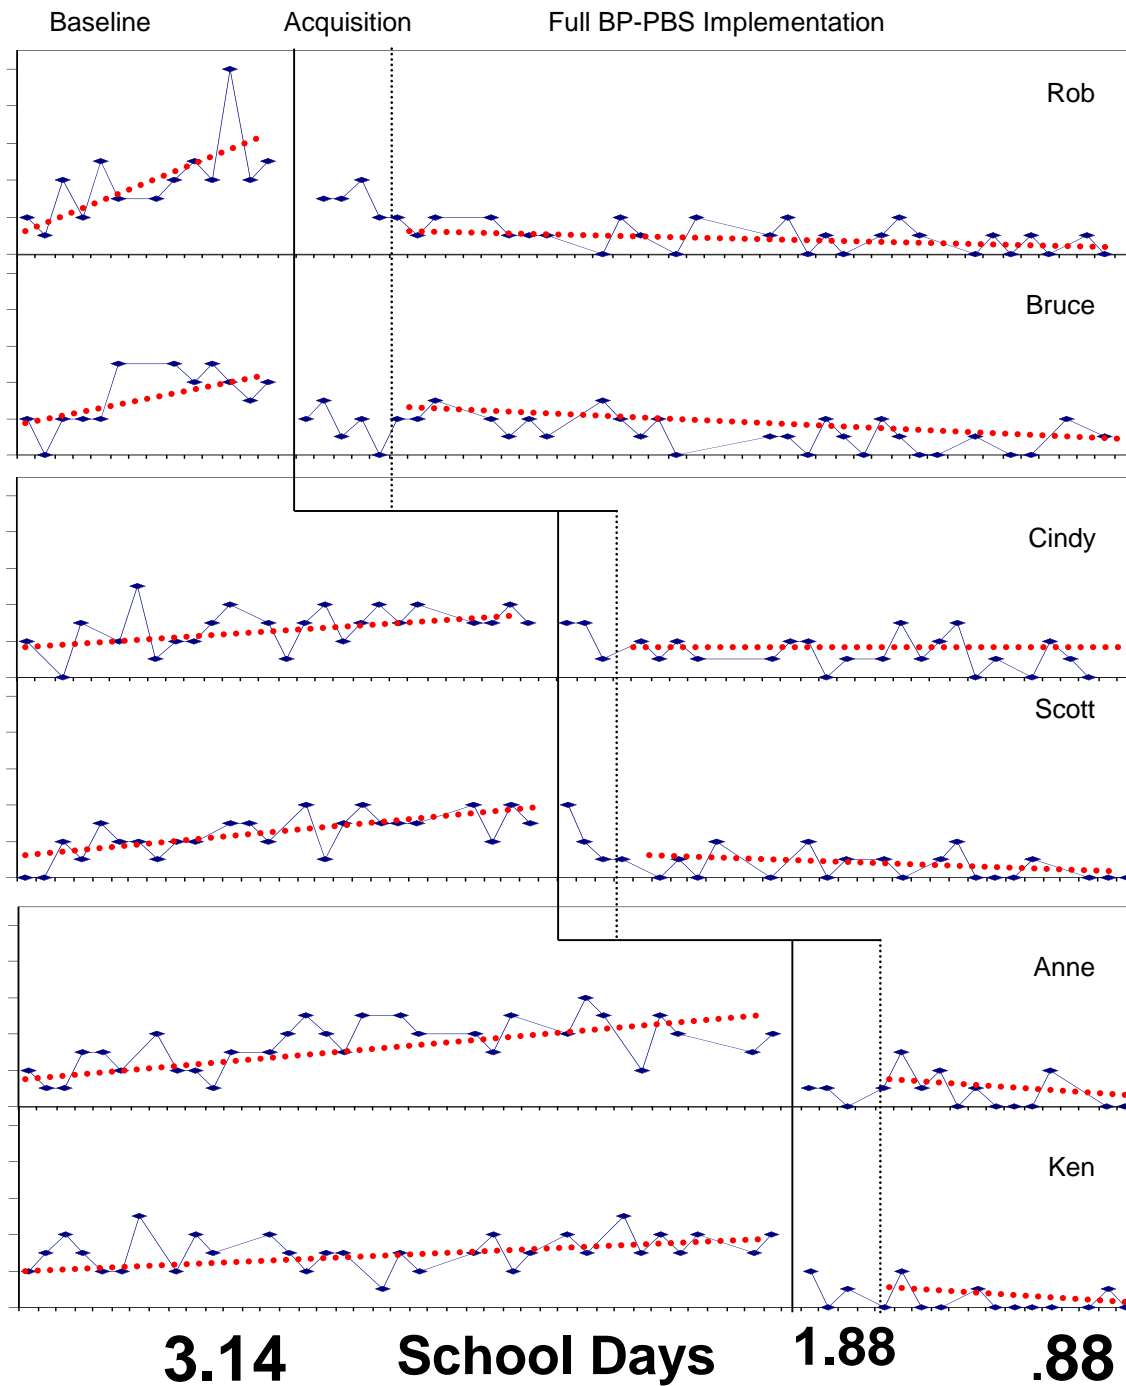 Baseline Acquisition Full BP-PBS Implementation
Rob
Bruce
Cindy
Scott
Anne
Ken
3.14 School Days 1.88 .88